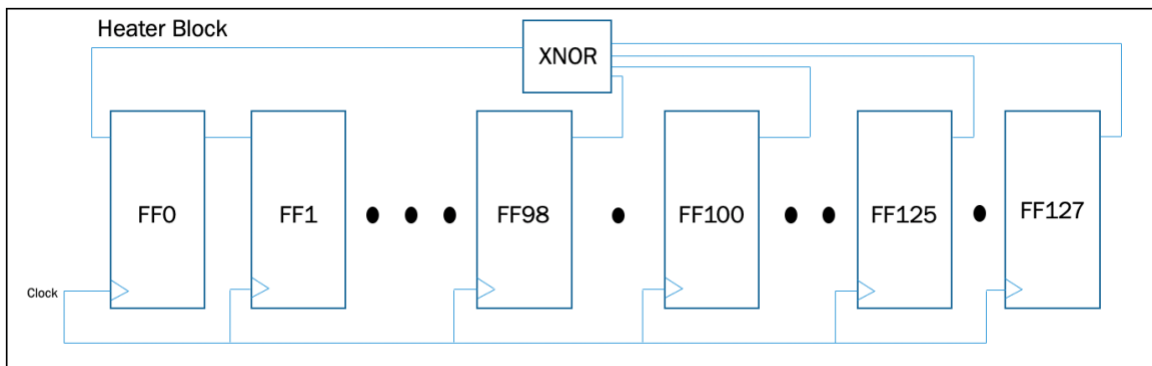 Heater Block
XNOR
FF0
FF1
FF98
FF100
FF125
FF127
Clock